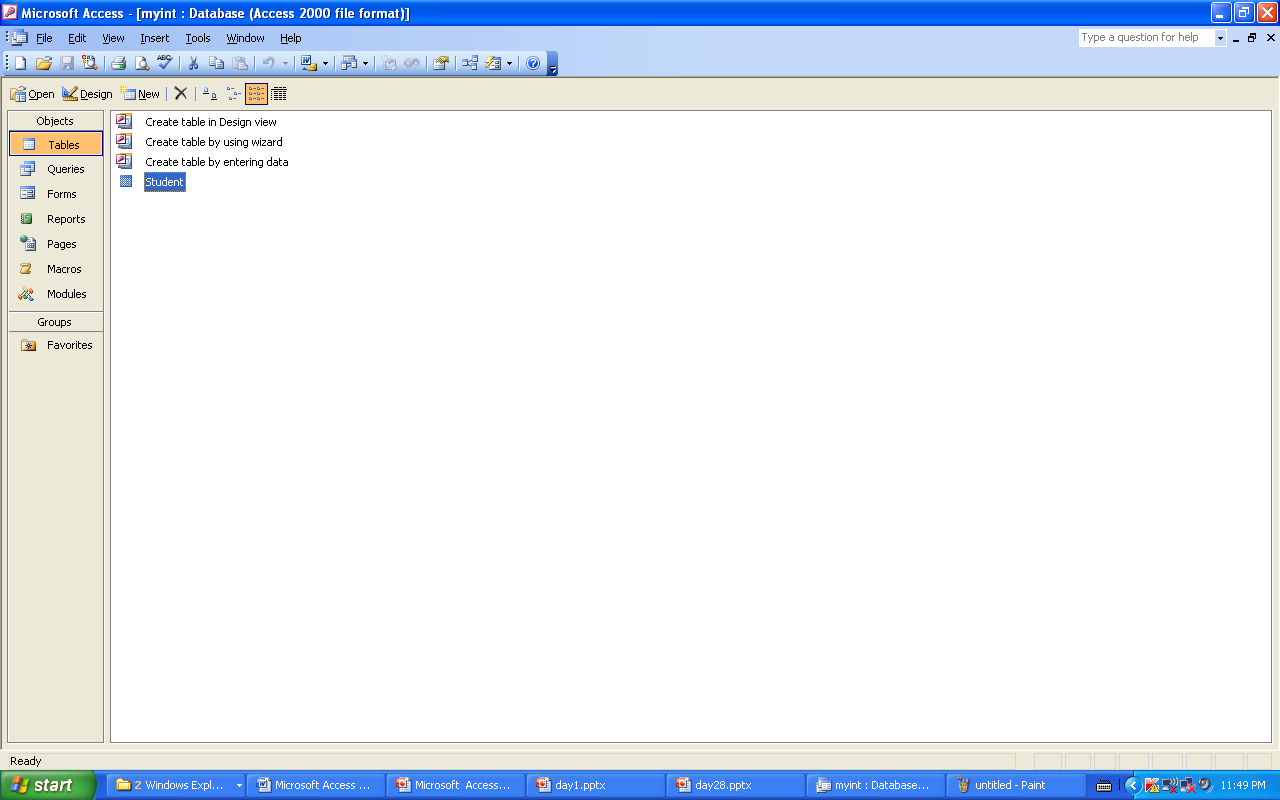 Microsoft Access - [myint : Database (Access 2000 file format)]
File Edit View Insert Tools Window Help
Type a question for help
Open Design New
Objects
Tables
Queries
Forms
Reports
Pages
Macros
Modules
Groups
Favorites
Create table in Design view
Create table by using wizard
Create table by entering data
Student
Ready
start
2 Windows Expl...
Microsoft Access ...
Microsoft Access...
day1.pptx
day28.pptx
myint : Database...
untitled - Paint
11:49 PM